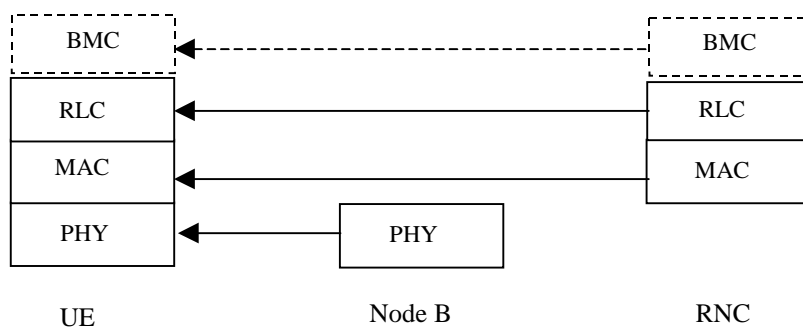 BMC BMC
RLC RLC
MAC MAC
PHY PHY
UE Node B RNC